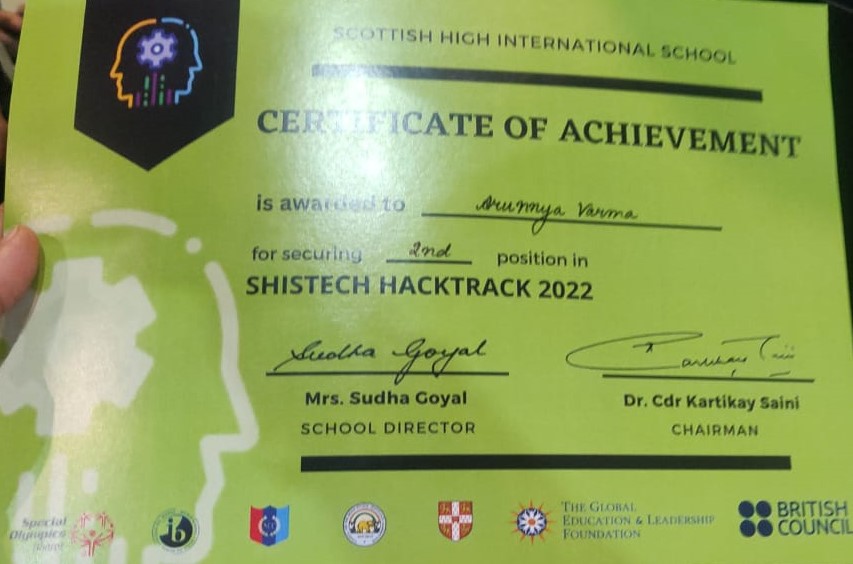 SCOTTISH HIGH INTERNATIONAL SCHOOL
CERTIFICATE OF ACHIEVEMENT
is awarded to Arunnya Varma
for securing 2nd position in
SHISTECH HACKTRACK 2022
Sudha Goyal
Mrs. Sudha Goyal
SCHOOL DIRECTOR
Dr. Cdr Kartikay Saini
CHAIRMAN
Special
Olympics
Bharat
THE GLOBAL
EDUCATION & LEADERSHIP
FOUNDATION
BRITISH
COUNCIL